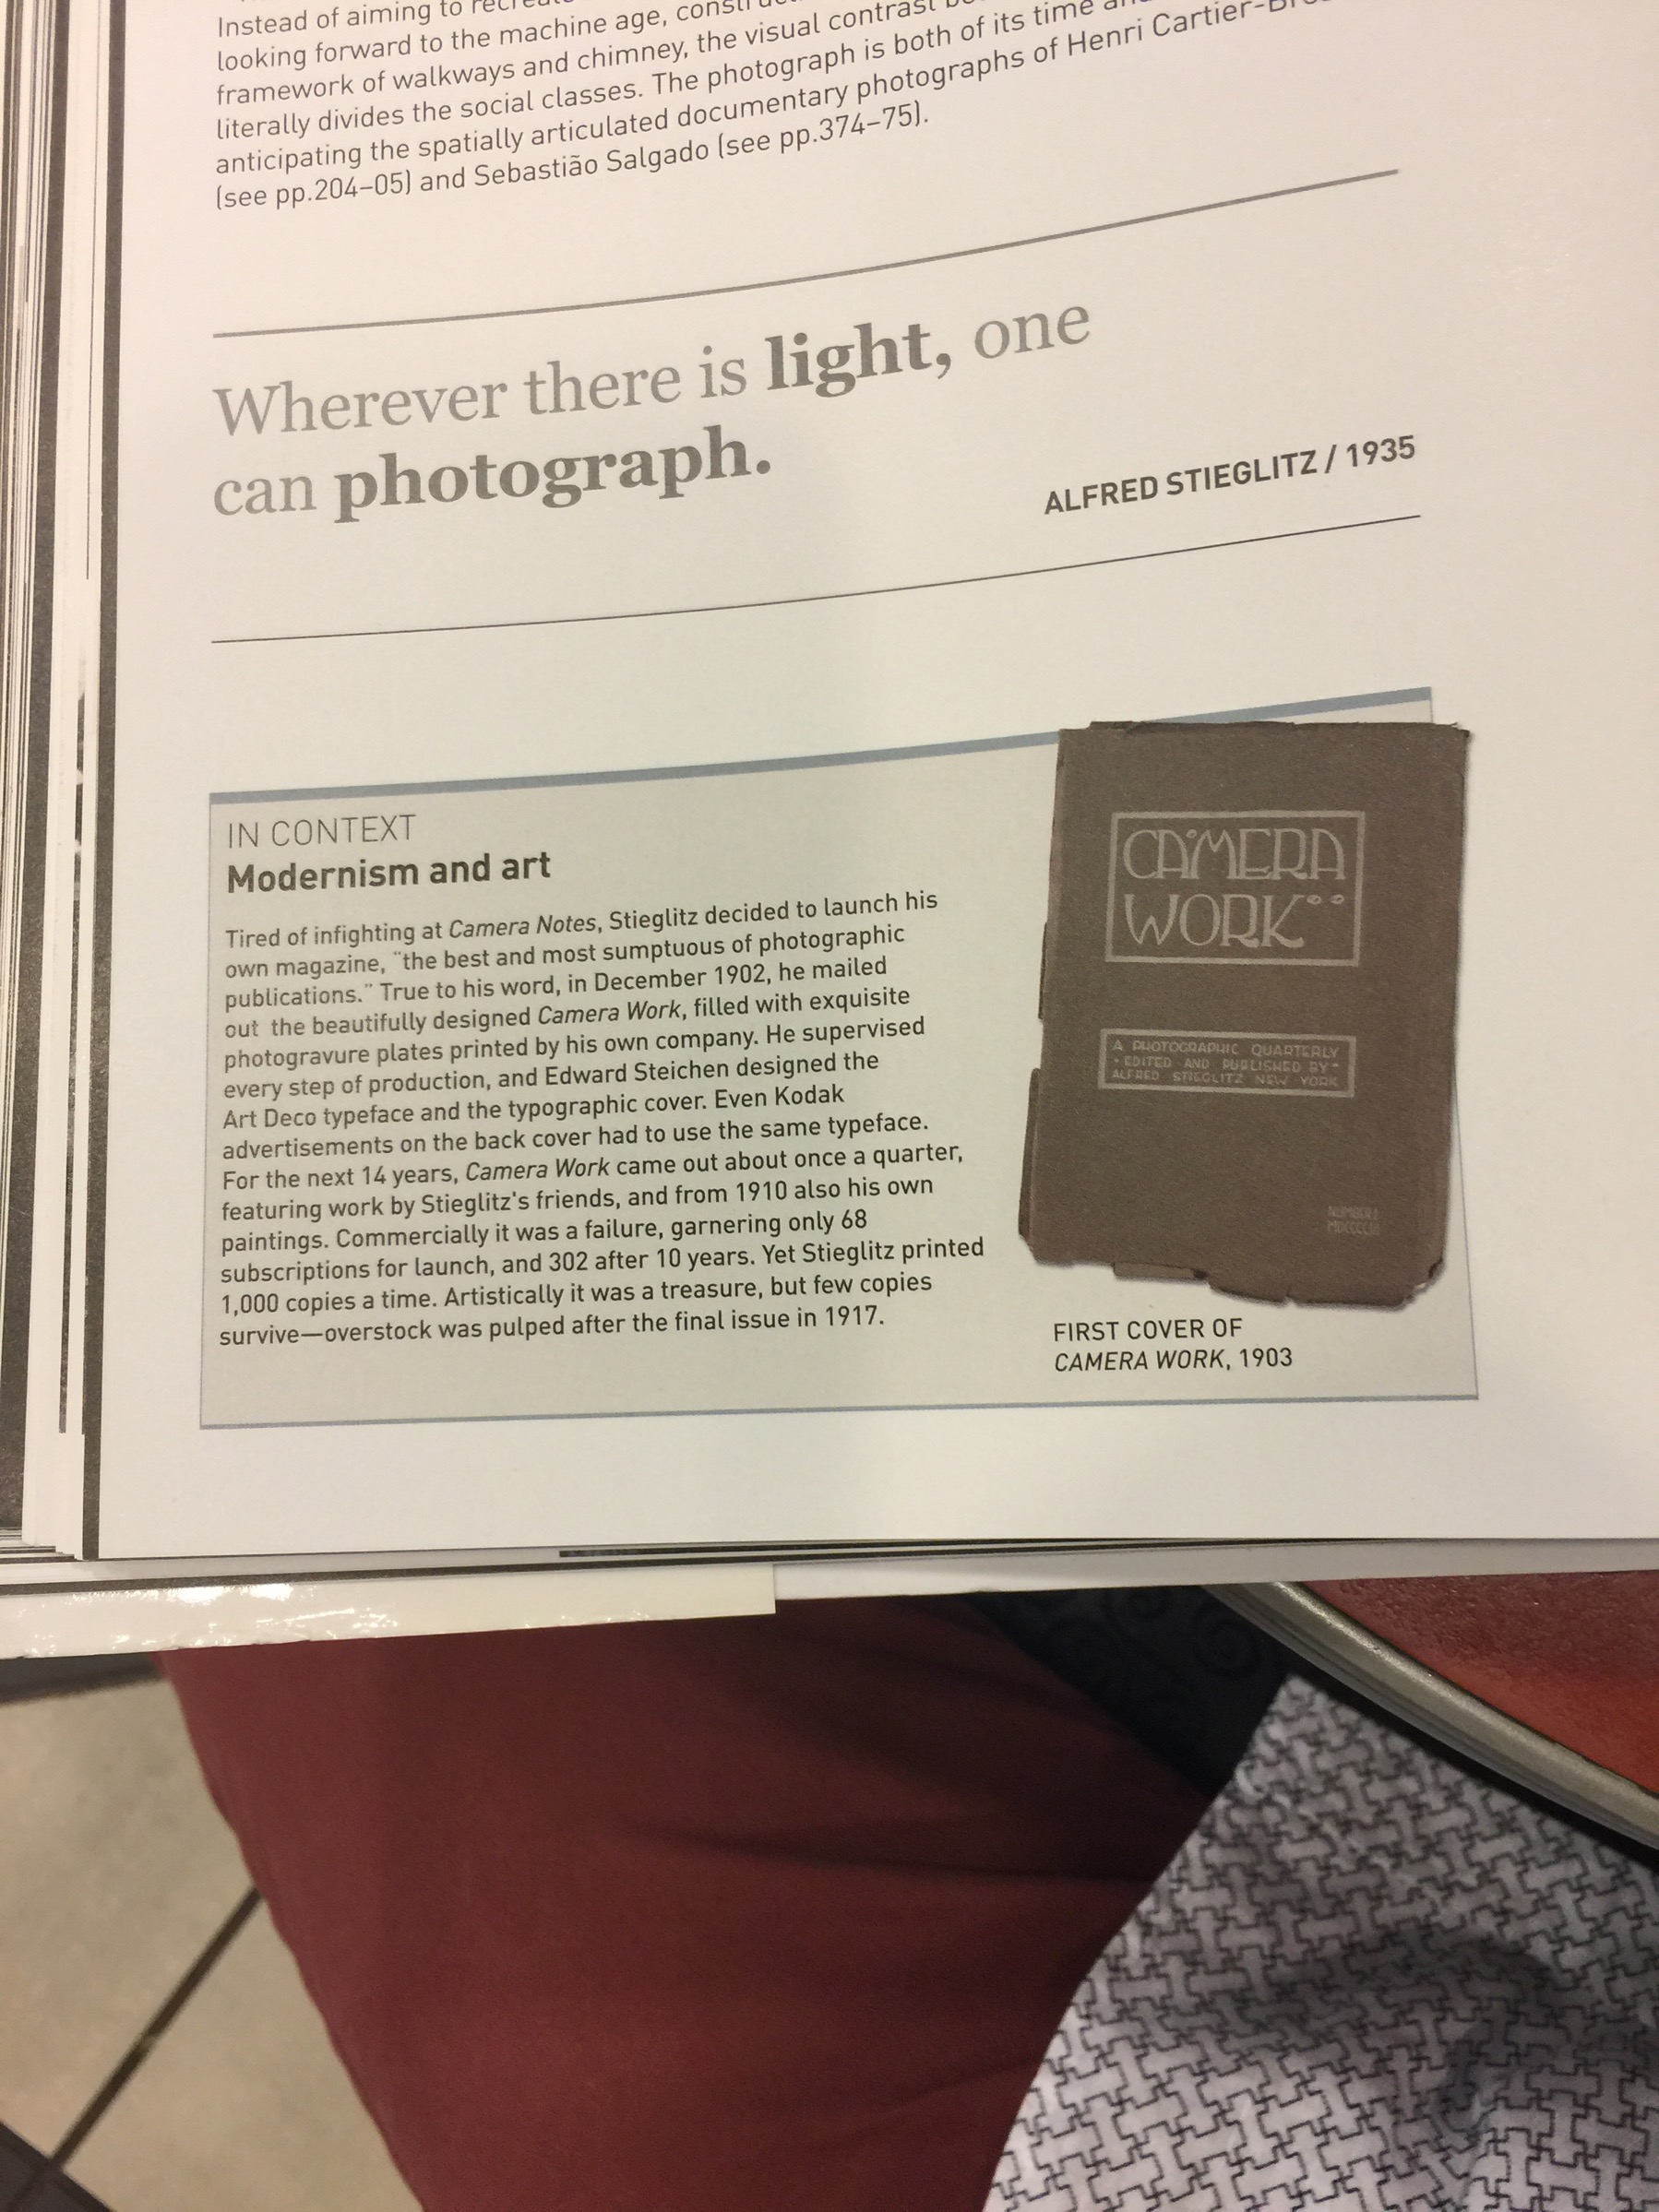 Instead of aiming to
looking forward to the machine age,
framework of walkways and chimney, the visual contrast
literally divides the social classes. The photograph is both of its time
anticipating the spatially articulated documentary photographs of Henri
(see pp.204–05) and Sebastião Salgado (see pp.374–75).
Wherever there is light, one
can photograph.
ALFRED STIEGLITZ / 1935
IN CONTEXT
Modernism and art
Tired of infighting at Camera Notes, Stieglitz decided to launch his
own magazine, "the best and most sumptuous of photographic
publications." True to his word, in December 1902, he mailed
out the beautifully designed Camera Work, filled with exquisite
photogravure plates printed by his own company. He supervised
every step of production, and Edward Steichen designed the
Art Deco typeface and the typographic cover. Even Kodak
advertisements on the back cover had to use the same typeface.
For the next 14 years, Camera Work came out about once a quarter,
featuring work by Stieglitz's friends, and from 1910 also his own
paintings. Commercially it was a failure, garnering only 68
subscriptions for launch, and 302 after 10 years. Yet Stieglitz printed
1,000 copies a time. Artistically it was a treasure, but few copies
survive—overstock was pulped after the final issue in 1917.
CAMERA
WORK
A PHOTOGRAPHIC QUARTERLY
· EDITED AND PUBLISHED BY ·
ALFRED STIEGLITZ NEW YORK
FIRST COVER OF
CAMERA WORK, 1903